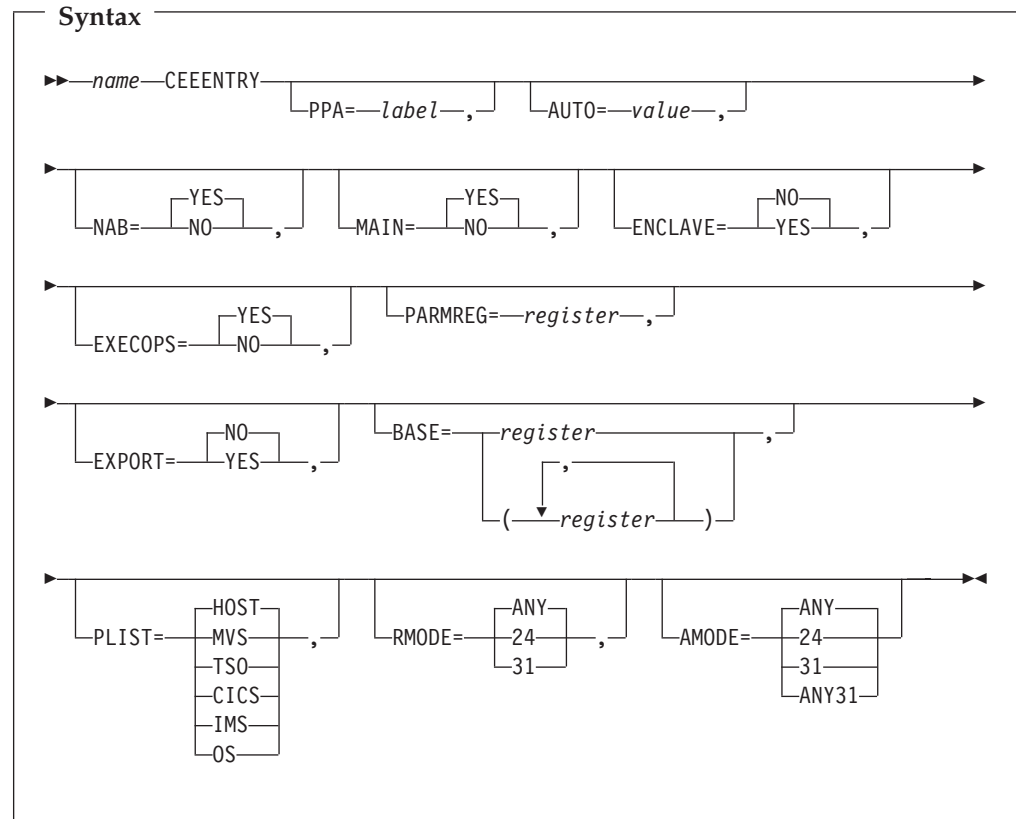 Syntax
name CEEENTRY
PPA= label ,
AUTO= value ,
YES
NAB= NO ,
YES
MAIN= NO ,
NO
ENCLAVE= YES ,
YES
EXECOPS= NO ,
PARMREG= register ,
NO
EXPORT= YES ,
BASE= register ,
,
( register )
HOST
PLIST= MVS ,
TSO
CICS
IMS
OS
ANY
RMODE= 24 ,
31
ANY
AMODE= 24
31
ANY31